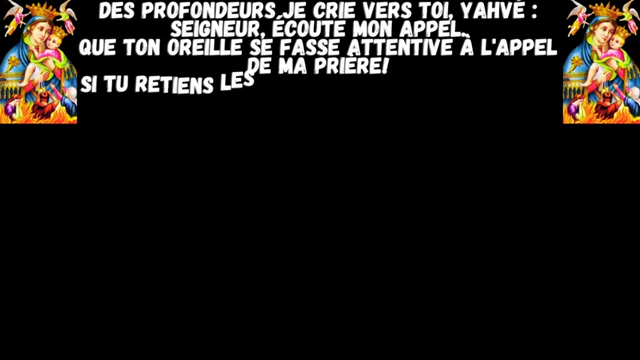 DES PROFONDEURS JE CRIE VERS TOI, YAHVÉ :
SEIGNEUR, ÉCOUTE MON APPEL.
QUE TON OREILLE SE FASSE ATTENTIVE À L'APPEL
DE MA PRIÈRE!
SI TU RETIENS LES